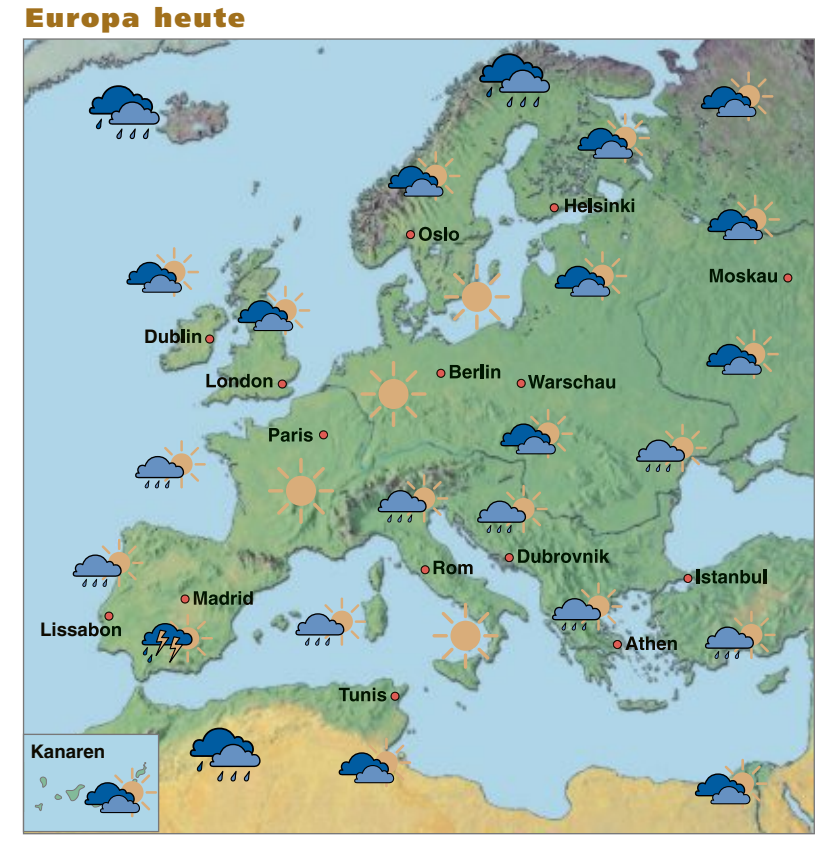 Europa heute
Helsinki
Oslo
Moskau
Dublin
Berlin
London
Warschau
Paris
Dubrovnik
Rom
Istanbul
Madrid
Lissabon
Athen
Tunis
Kanaren